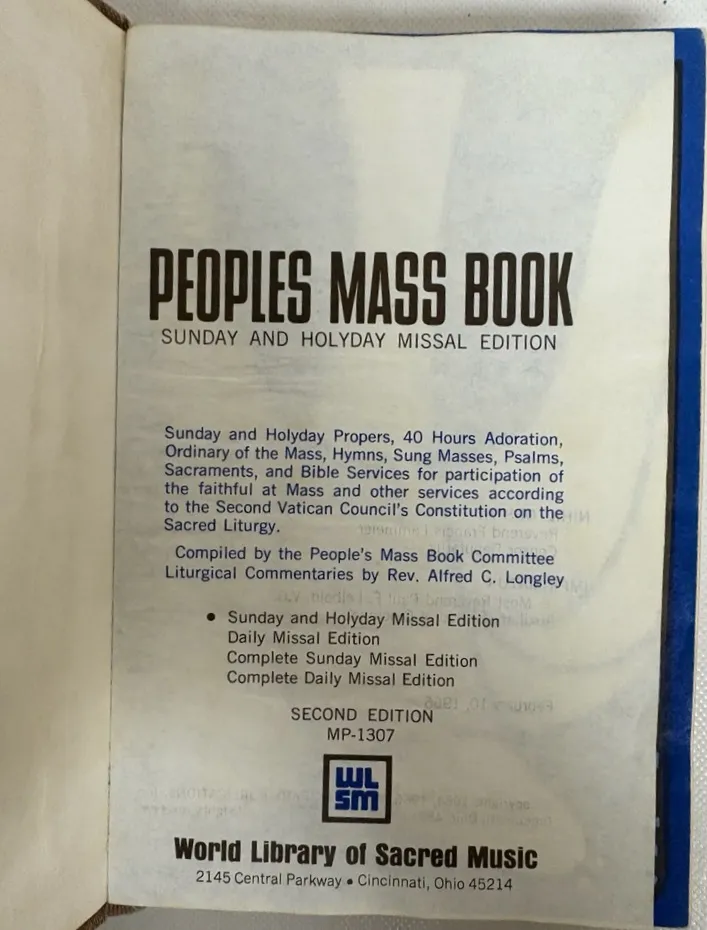 PEOPLES MASS BOOK
SUNDAY AND HOLYDAY MISSAL EDITION
Sunday and Holyday Propers, 40 Hours Adoration,
Ordinary of the Mass, Hymns, Sung Masses, Psalms,
Sacraments, and Bible Services for participation of
the faithful at Mass and other services according
to the Second Vatican Council's Constitution on the
Sacred Liturgy.
Compiled by the People's Mass Book Committee
Liturgical Commentaries by Rev. Alfred C. Longley
• Sunday and Holyday Missal Edition
Daily Missal Edition
Complete Sunday Missal Edition
Complete Daily Missal Edition
SECOND EDITION
MP-1307
WL
SM
World Library of Sacred Music
2145 Central Parkway • Cincinnati, Ohio 45214